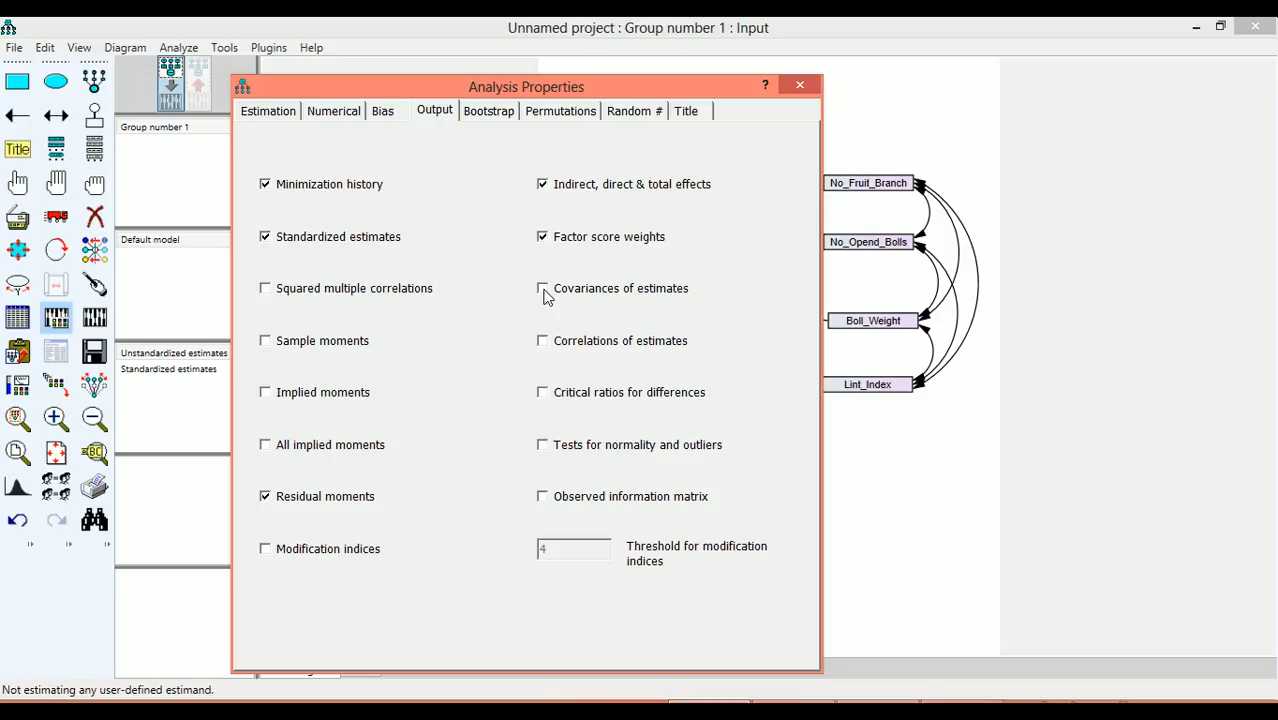 Unnamed project : Group number 1 : Input
File Edit View Diagram Analyze Tools Plugins Help
Analysis Properties
?
Estimation Numerical Bias Output Bootstrap Permutations Random # Title
Title
Group number 1
Default model
Unstandardized estimates
Standardized estimates
Minimization history
Indirect, direct & total effects
Standardized estimates
Factor score weights
Squared multiple correlations
Covariances of estimates
Sample moments
Correlations of estimates
Implied moments
Critical ratios for differences
All implied moments
Tests for normality and outliers
Residual moments
Observed information matrix
Modification indices
4
Threshold for modification
indices
No_Fruit_Branch
No_Opend_Bolls
Boll_Weight
Lint_Index
Not estimating any user-defined estimand.